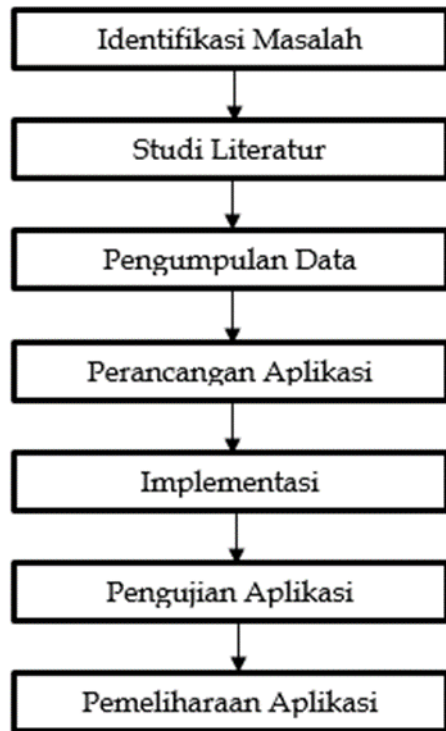 Identifikasi Masalah
Studi Literatur
Pengumpulan Data
Perancangan Aplikasi
Implementasi
Pengujian Aplikasi
Pemeliharaan Aplikasi